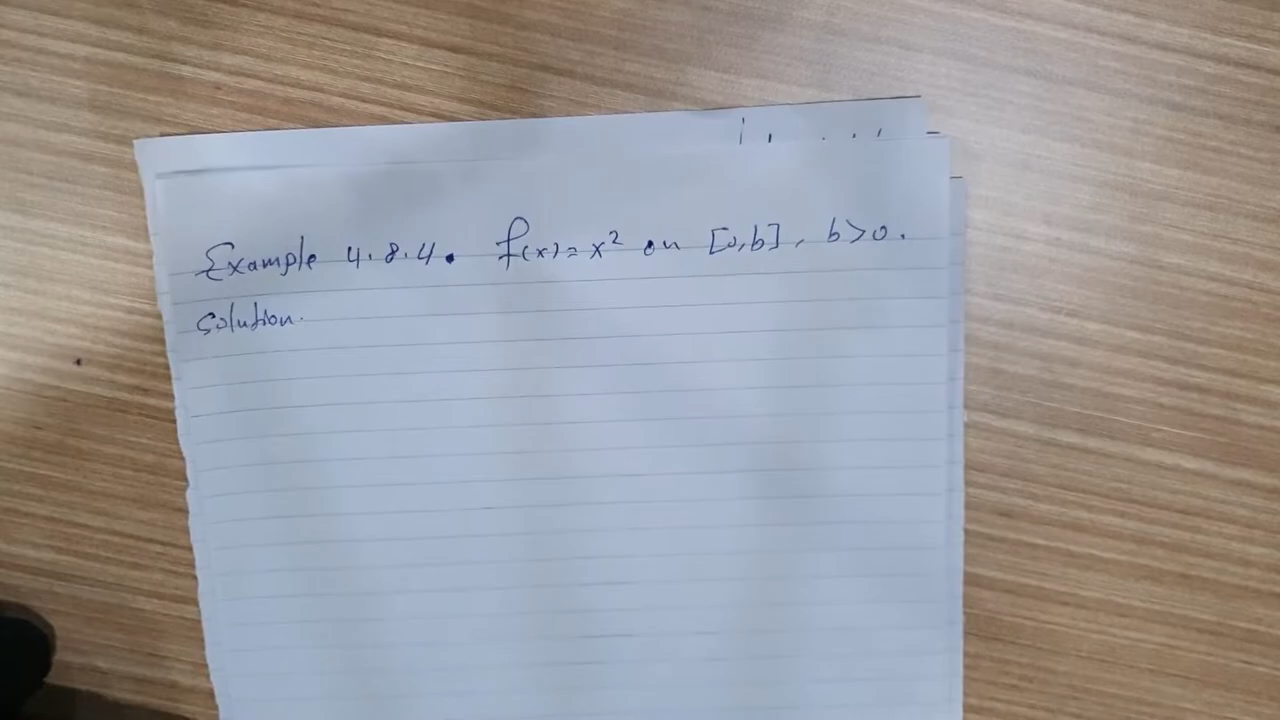 Example 4.8.4. f(x)=x² on [0,b], b>0.
Solution.